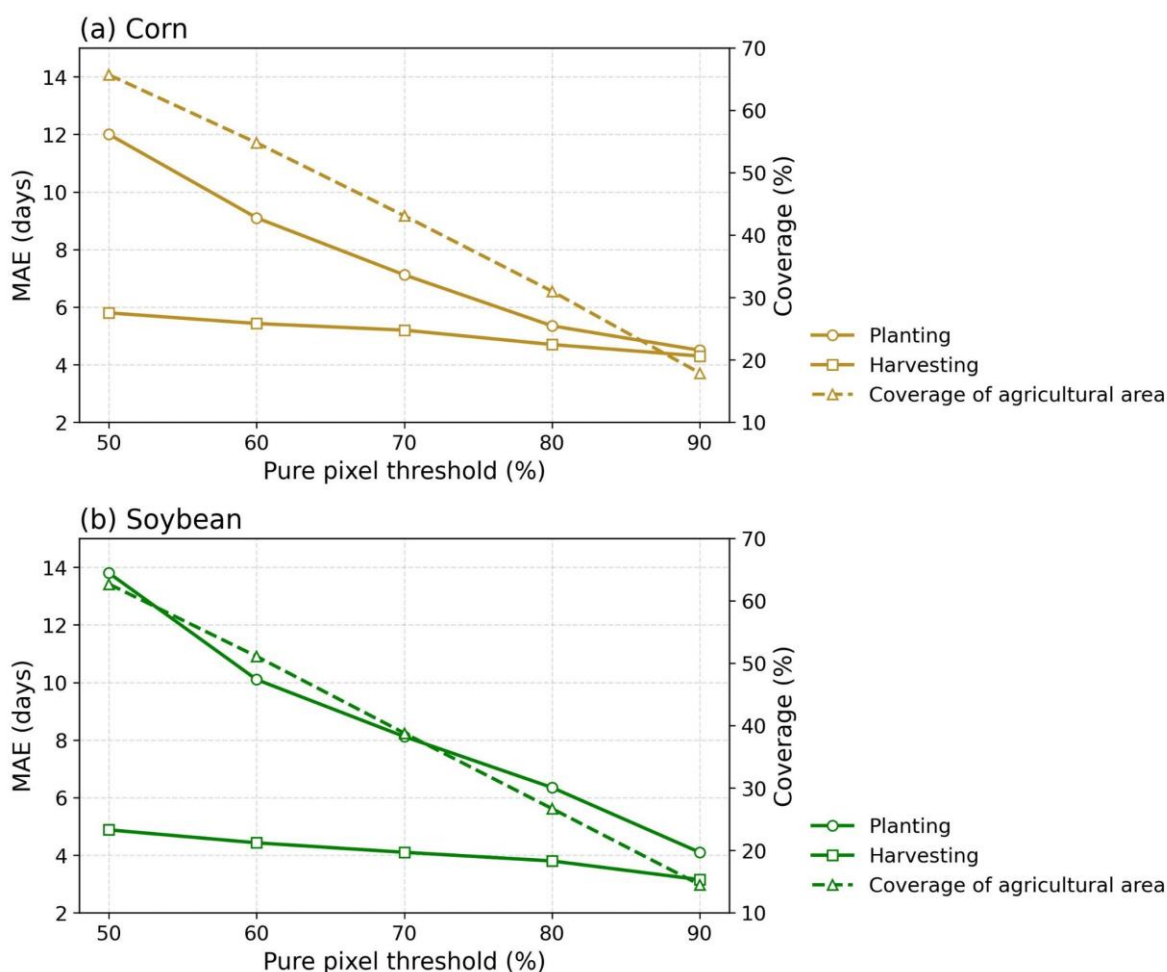 (a) Corn
14
12
10
8
6
4
2
MAE (days)
70
60
50
40
30
20
10
Coverage (%)
50 60 70 80 90
Pure pixel threshold (%)
Planting
Harvesting
Coverage of agricultural area
(b) Soybean
14
12
10
8
6
4
2
MAE (days)
70
60
50
40
30
20
10
Coverage (%)
50 60 70 80 90
Pure pixel threshold (%)
Planting
Harvesting
Coverage of agricultural area